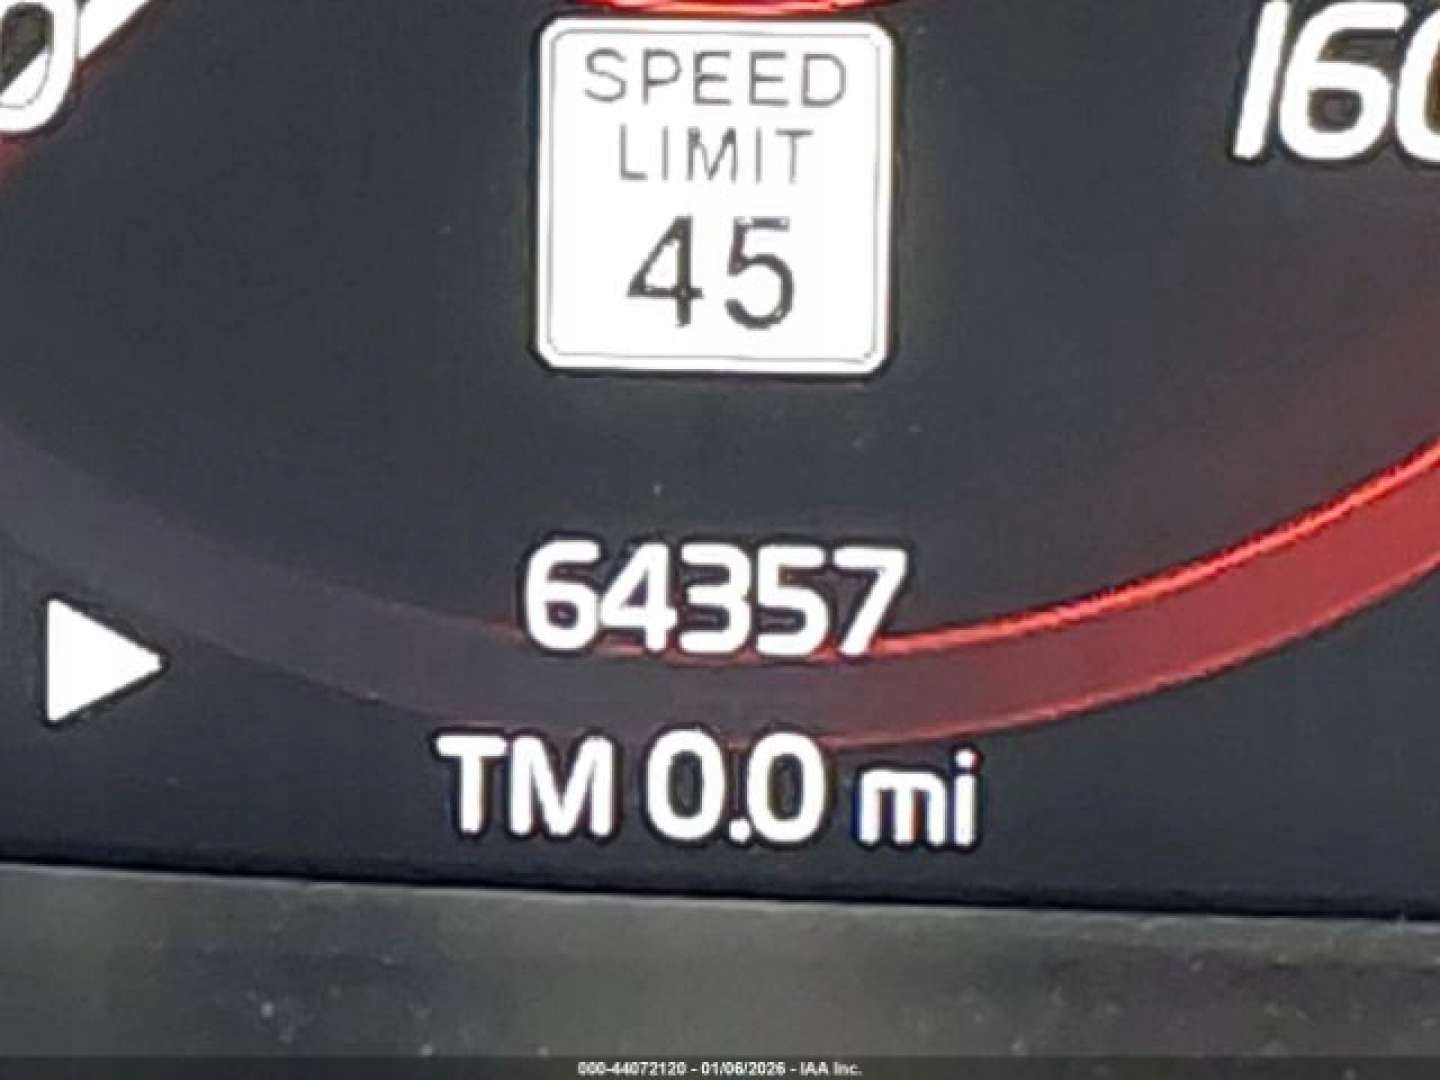 160
SPEED
LIMIT
45
64357
TM 0.0 mi
000-44072120 - 01/06/2026 - IAA Inc.